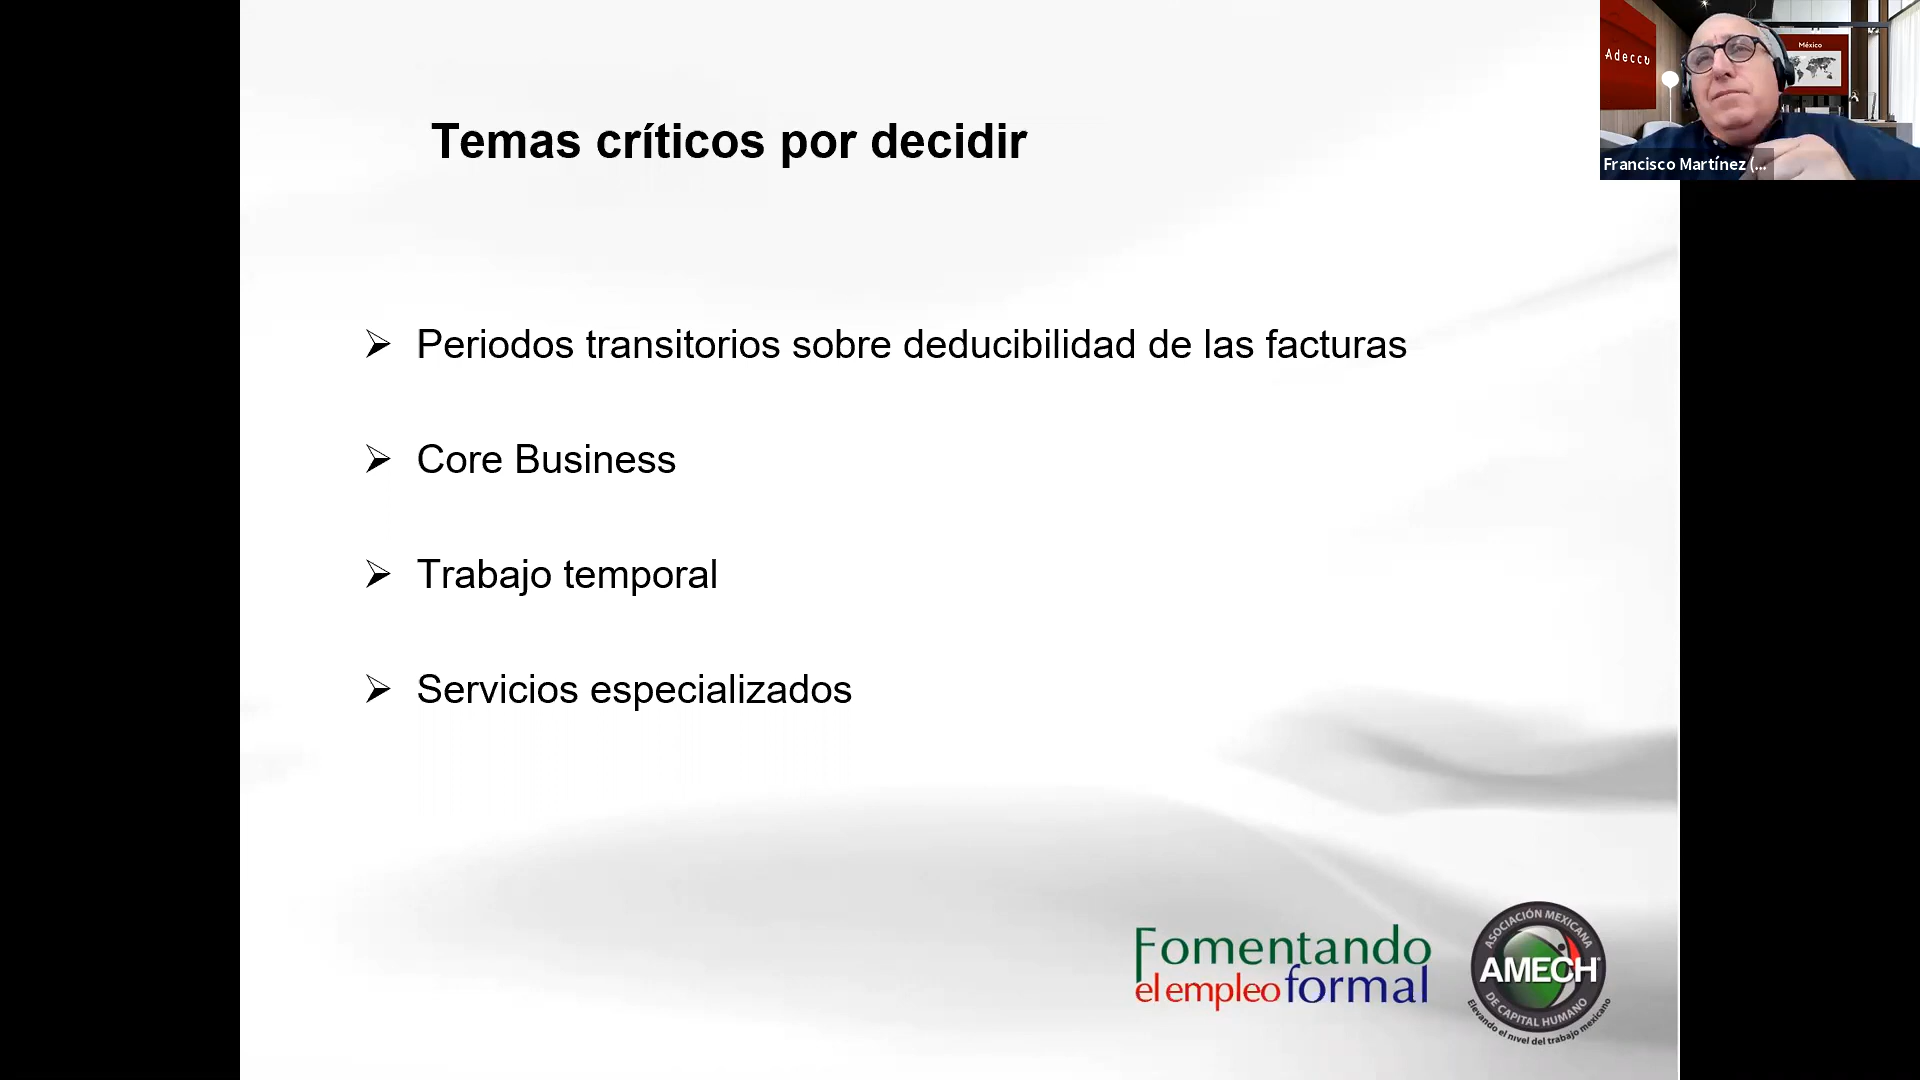 Temas críticos por decidir
Adecco
México
Francisco Martínez (...
Periodos transitorios sobre deducibilidad de las facturas
Core Business
Trabajo temporal
Servicios especializados
Fomentando
el empleo formal
ASOCIACIÓN MEXICANA
AMECH
DE CAPITAL HUMANO
Elevando el nivel del trabajo mexicano